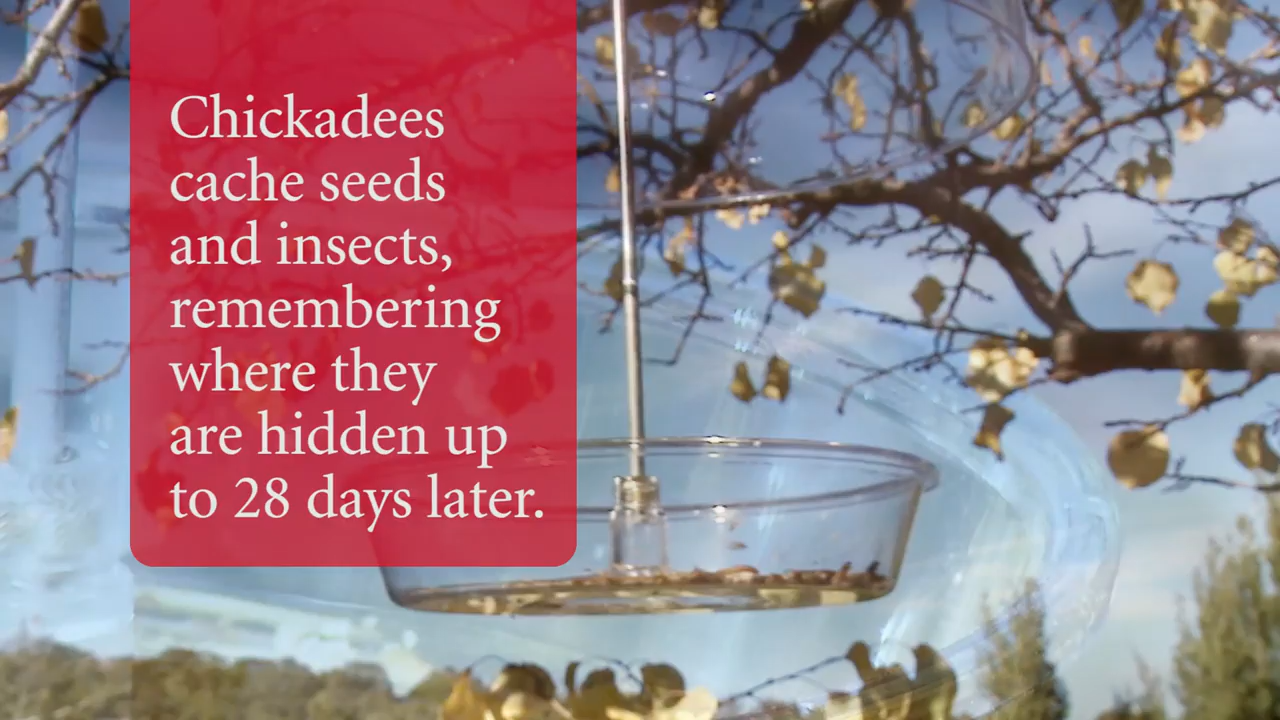 Chickadees
cache seeds
and insects,
remembering
where they
are hidden up
to 28 days later.